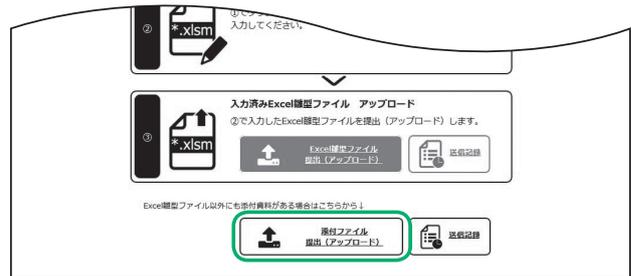 ②
*.xlsm
入力してください。
入力済みExcel雛型ファイル アップロード
③
*.xlsm
②で入力したExcel雛型ファイルを提出（アップロード）します。
Excel雛型ファイル
提出（アップロード）
送信記録
Excel雛型ファイル以外にも添付資料がある場合はこちらから↓
添付ファイル
提出（アップロード）
送信記録